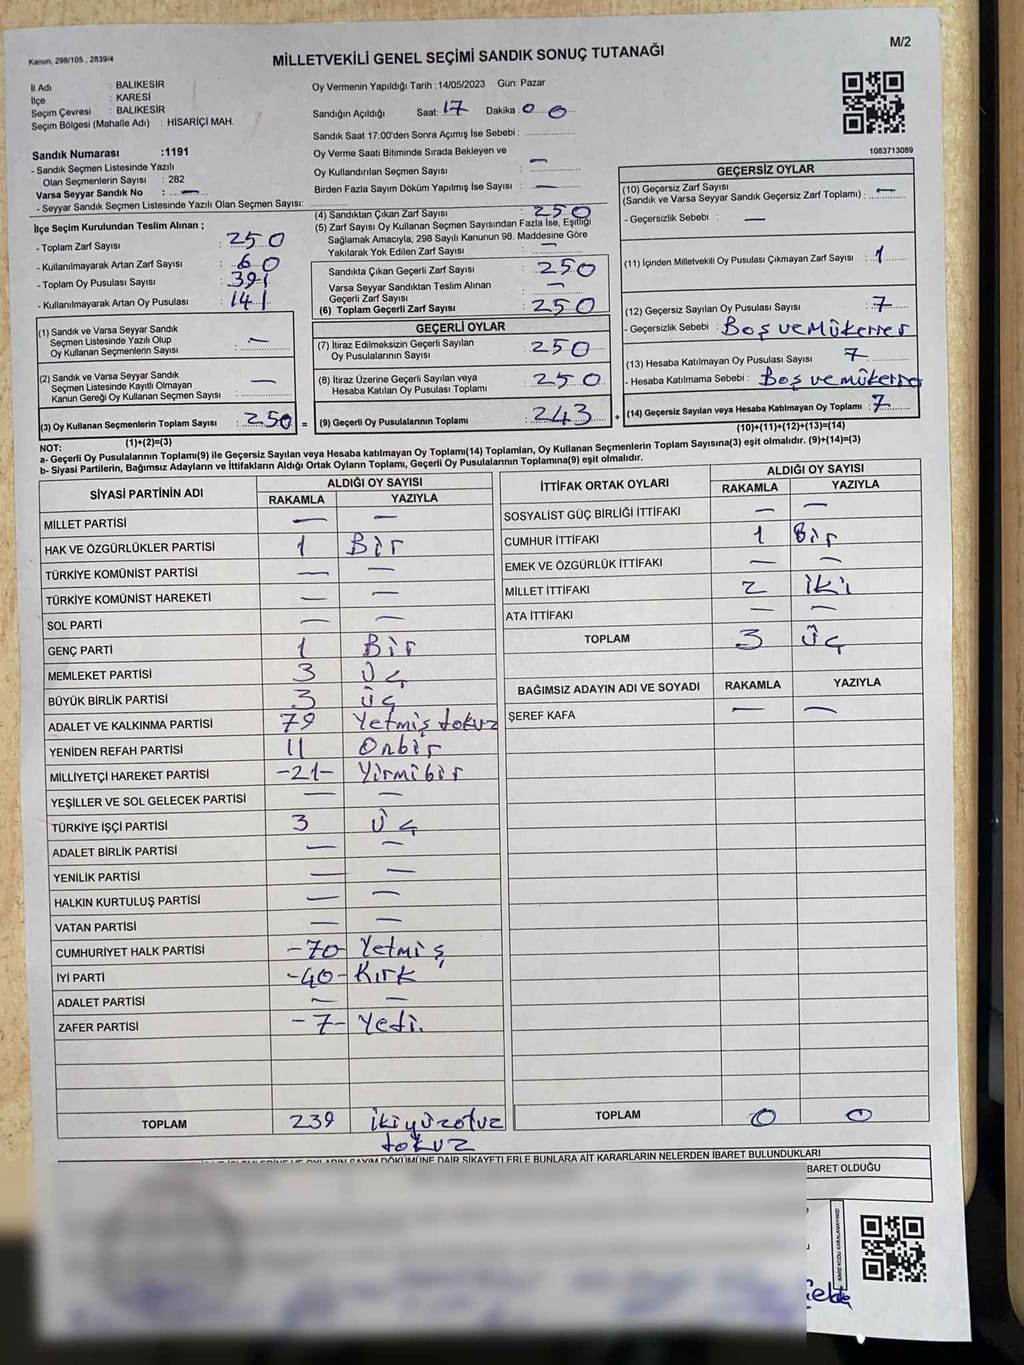 Kanun: 298/105 , 2839/4
M/2
MİLLETVEKİLİ GENEL SEÇİMİ SANDIK SONUÇ TUTANAĞI
İl Adı : BALIKESİR
İlçe : KARESİ
Seçim Çevresi : BALIKESİR
Seçim Bölgesi (Mahalle Adı) : HİSARİÇİ MAH.
Sandık Numarası :1191
- Sandık Seçmen Listesinde Yazılı
Olan Seçmenlerin Sayısı : 282
Varsa Seyyar Sandık No : —
- Seyyar Sandık Seçmen Listesinde Yazılı Olan Seçmen Sayısı:
Oy Vermenin Yapıldığı Tarih :14/05/2023 Gün: Pazar
Sandığın Açıldığı Saat: 17 Dakika : 00
Sandık Saat 17:00'den Sonra Açımış İse Sebebi :
Oy Verme Saati Bitiminde Sırada Bekleyen ve
Oy Kullandırılan Seçmen Sayısı : —
Birden Fazla Sayım Döküm Yapılmış İse Sayısı : —
1083713089
İlçe Seçim Kurulundan Teslim Alınan ;
- Toplam Zarf Sayısı : 250
- Kullanılmayarak Artan Zarf Sayısı : 60
- Toplam Oy Pusulası Sayısı : 391
- Kullanılmayarak Artan Oy Pusulası : 141
(1) Sandık ve Varsa Seyyar Sandık
Seçmen Listesinde Yazılı Olup
Oy Kullanan Seçmenlerin Sayısı : —
(2) Sandık ve Varsa Seyyar Sandık
Seçmen Listesinde Kayıtlı Olmayan
Kanun Gereği Oy Kullanan Seçmen Sayısı : —
(3) Oy Kullanan Seçmenlerin Toplam Sayısı : 250 =
(1)+(2)=(3)
(4) Sandıktan Çıkan Zarf Sayısı : 250
(5) Zarf Sayısı Oy Kullanan Seçmen Sayısından Fazla İse, Eşitliği
Sağlamak Amacıyla; 298 Sayılı Kanunun 98. Maddesine Göre
Yakılarak Yok Edilen Zarf Sayısı : —
Sandıkta Çıkan Geçerli Zarf Sayısı : 250
Varsa Seyyar Sandıktan Teslim Alınan
Geçerli Zarf Sayısı : —
(6) Toplam Geçerli Zarf Sayısı : 250
GEÇERLİ OYLAR
(7) İtiraz Edilmeksizin Geçerli Sayılan
Oy Pusulalarının Sayısı : 250
(8) İtiraz Üzerine Geçerli Sayılan veya
Hesaba Katılan Oy Pusulası Toplamı : 250
(9) Geçerli Oy Pusulalarının Toplamı : 243 +
GEÇERSİZ OYLAR
(10) Geçersiz Zarf Sayısı
(Sandık ve Varsa Seyyar Sandık Geçersiz Zarf Toplamı) : —
- Geçersizlik Sebebi : —
(11) İçinden Milletvekili Oy Pusulası Çıkmayan Zarf Sayısı : 1
(12) Geçersiz Sayılan Oy Pusulası Sayısı : 7
- Geçersizlik Sebebi : Boş ve Mükerrer
(13) Hesaba Katılmayan Oy Pusulası Sayısı : 7
- Hesaba Katılmama Sebebi : Boş ve mükerrer
(14) Geçersiz Sayılan veya Hesaba Katılmayan Oy Toplamı : 7
(10)+(11)+(12)+(13)=(14)
NOT:
a- Geçerli Oy Pusulalarının Toplamı(9) ile Geçersiz Sayılan veya Hesaba katılmayan Oy Toplamı(14) Toplamları, Oy Kullanan Seçmenlerin Toplam Sayısına(3) eşit olmalıdır. (9)+(14)=(3)
b- Siyasi Partilerin, Bağımsız Adayların ve İttifakların Aldığı Ortak Oyların Toplamı, Geçerli Oy Pusulalarının Toplamına(9) eşit olmalıdır.
SİYASİ PARTİNİN ADI ALDIĞI OY SAYISI
RAKAMLA YAZIYLA
MİLLET PARTİSİ — —
HAK VE ÖZGÜRLÜKLER PARTİSİ 1 Bir
TÜRKİYE KOMÜNİST PARTİSİ — —
TÜRKİYE KOMÜNİST HAREKETİ — —
SOL PARTİ — —
GENÇ PARTİ 1 Bir
MEMLEKET PARTİSİ 3 Üç
BÜYÜK BİRLİK PARTİSİ 3 Üç
ADALET VE KALKINMA PARTİSİ 79 Yetmiş dokuz
YENİDEN REFAH PARTİSİ 11 Onbir
MİLLİYETÇİ HAREKET PARTİSİ -21- Yirmibir
YEŞİLLER VE SOL GELECEK PARTİSİ — —
TÜRKİYE İŞÇİ PARTİSİ 3 Üç
ADALET BİRLİK PARTİSİ — —
YENİLİK PARTİSİ — —
HALKIN KURTULUŞ PARTİSİ — —
VATAN PARTİSİ — —
CUMHURİYET HALK PARTİSİ -70- Yetmiş
İYİ PARTİ -40- Kırk
ADALET PARTİSİ — —
ZAFER PARTİSİ -7- Yedi.
TOPLAM 239 ikiyüzotuz
dokuz
İTTİFAK ORTAK OYLARI ALDIĞI OY SAYISI
RAKAMLA YAZIYLA
SOSYALİST GÜÇ BİRLİĞİ İTTİFAKI — —
CUMHUR İTTİFAKI 1 Bir
EMEK VE ÖZGÜRLÜK İTTİFAKI — —
MİLLET İTTİFAKI 2 iki
ATA İTTİFAKI — —
TOPLAM 3 Üç
BAĞIMSIZ ADAYIN ADI VE SOYADI RAKAMLA YAZIYLA
ŞEREF KAFA — —
TOPLAM 0 0
SAYIM DÖKÜMÜNE DAİR ŞİKAYETLERLE BUNLARA AİT KARARLARIN NELERDEN İBARET BULUNDUKLARI
BARET OLDUĞU